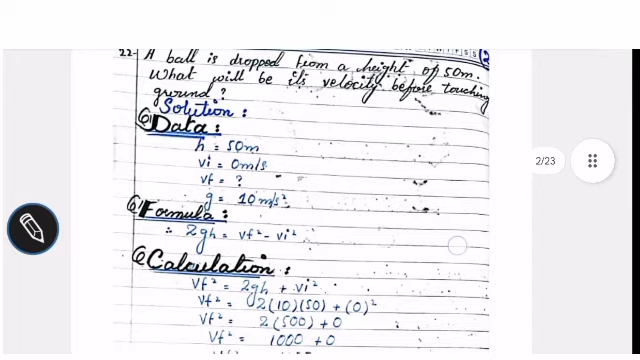 22- A ball is dropped from a height of 50m.
What will be its velocity before touching
ground?
Solution:
Data:
h = 50m
vi = 0m/s
vf = ?
g = 10 m/s²
Formula:
∴ 2gh = vf² - vi²
Calculation:
Vf² = 2gh + vi²
Vf² = 2(10)(50) + (0)²
Vf² = 2(500) + 0
Vf² = 1000 + 0
2/23